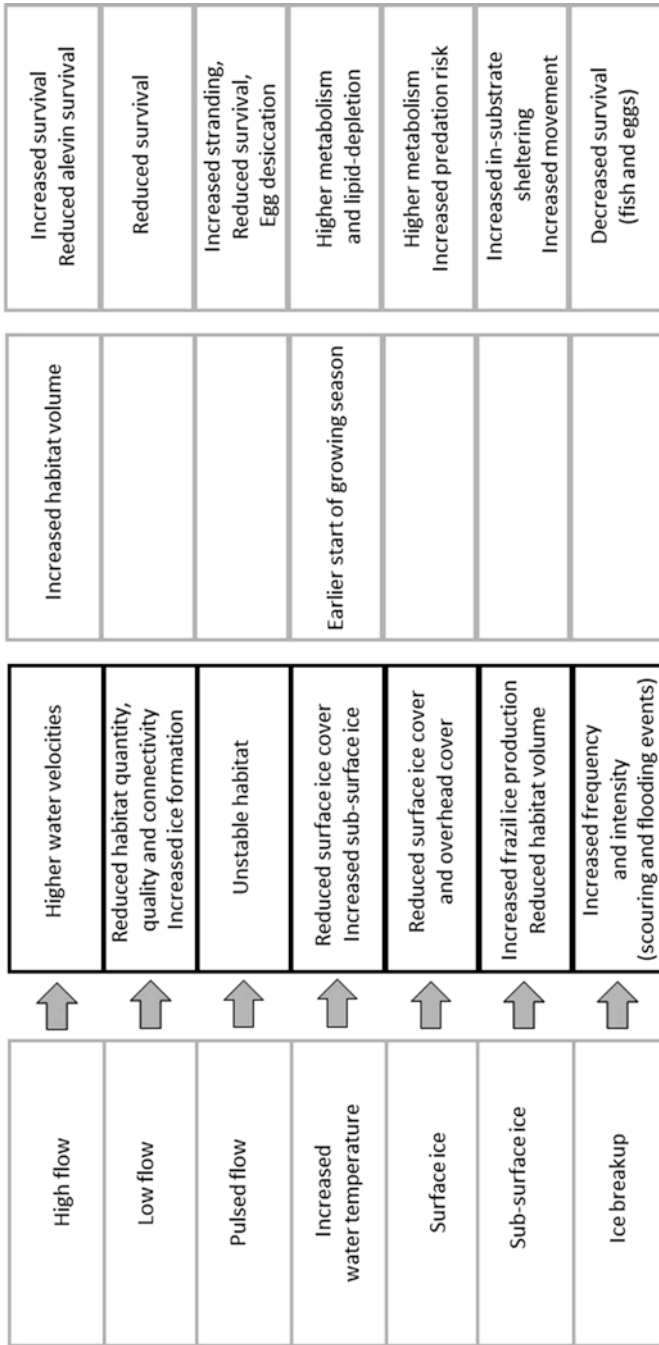 High flow
Higher water velocities
Increased habitat volume
Increased survival
Reduced alevin survival
Low flow
Reduced habitat quantity,
quality and connectivity
Increased ice formation
Reduced survival
Pulsed flow
Unstable habitat
Increased stranding,
Reduced survival,
Egg desiccation
Increased
water temperature
Reduced surface ice cover
Increased sub-surface ice
Earlier start of growing season
Higher metabolism
and lipid-depletion
Surface ice
Reduced surface ice cover
and overhead cover
Higher metabolism
Increased predation risk
Sub-surface ice
Increased frazil ice production
Reduced habitat volume
Increased in-substrate
sheltering
Increased movement
Ice breakup
Increased frequency
and intensity
(scouring and flooding events)
Decreased survival
(fish and eggs)